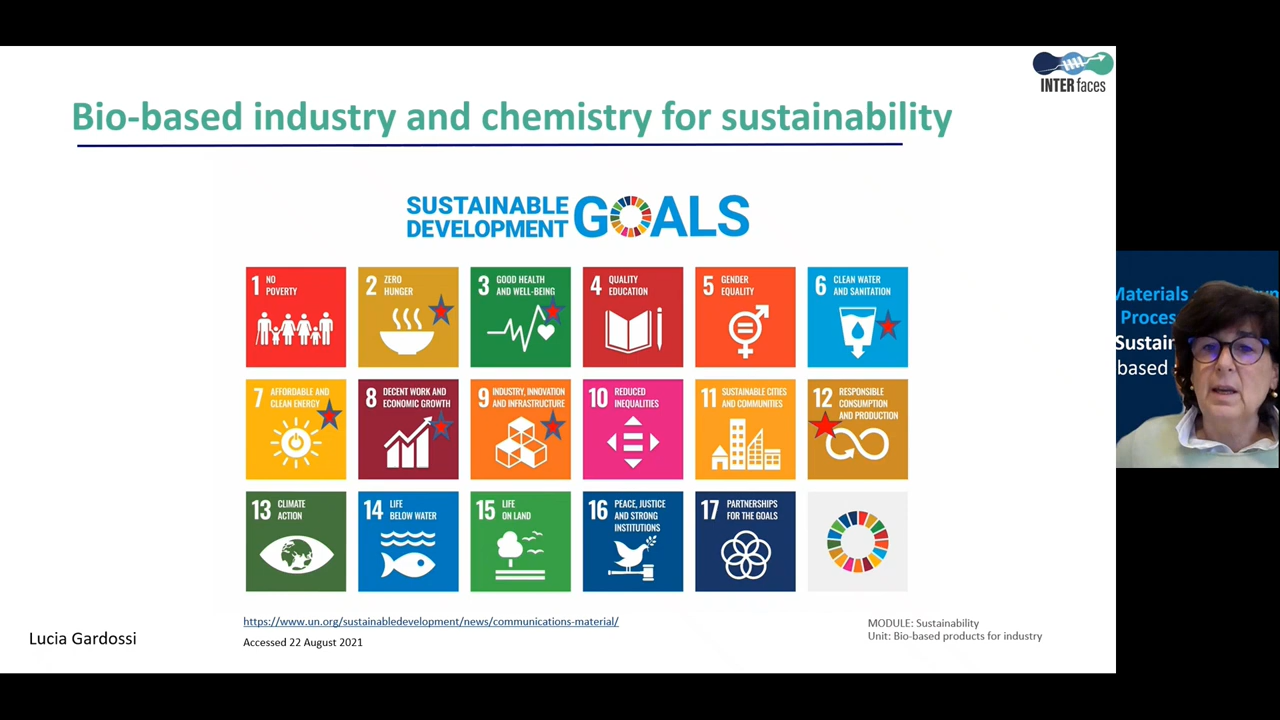 INTERfaces
Bio-based industry and chemistry for sustainability
SUSTAINABLE
DEVELOPMENT
GOALS
1 NO
POVERTY
2 ZERO
HUNGER
3 GOOD HEALTH
AND WELL-BEING
4 QUALITY
EDUCATION
5 GENDER
EQUALITY
6 CLEAN WATER
AND SANITATION
7 AFFORDABLE AND
CLEAN ENERGY
8 DECENT WORK AND
ECONOMIC GROWTH
9 INDUSTRY, INNOVATION
AND INFRASTRUCTURE
10 REDUCED
INEQUALITIES
11 SUSTAINABLE CITIES
AND COMMUNITIES
12 RESPONSIBLE
CONSUMPTION
AND PRODUCTION
13 CLIMATE
ACTION
14 LIFE
BELOW WATER
15 LIFE
ON LAND
16 PEACE, JUSTICE
AND STRONG
INSTITUTIONS
17 PARTNERSHIPS
FOR THE GOALS
Materials
Proces
Sustai
based
https://www.un.org/sustainabledevelopment/news/communications-material/
Accessed 22 August 2021
Lucia Gardossi
MODULE: Sustainability
Unit: Bio-based products for industry